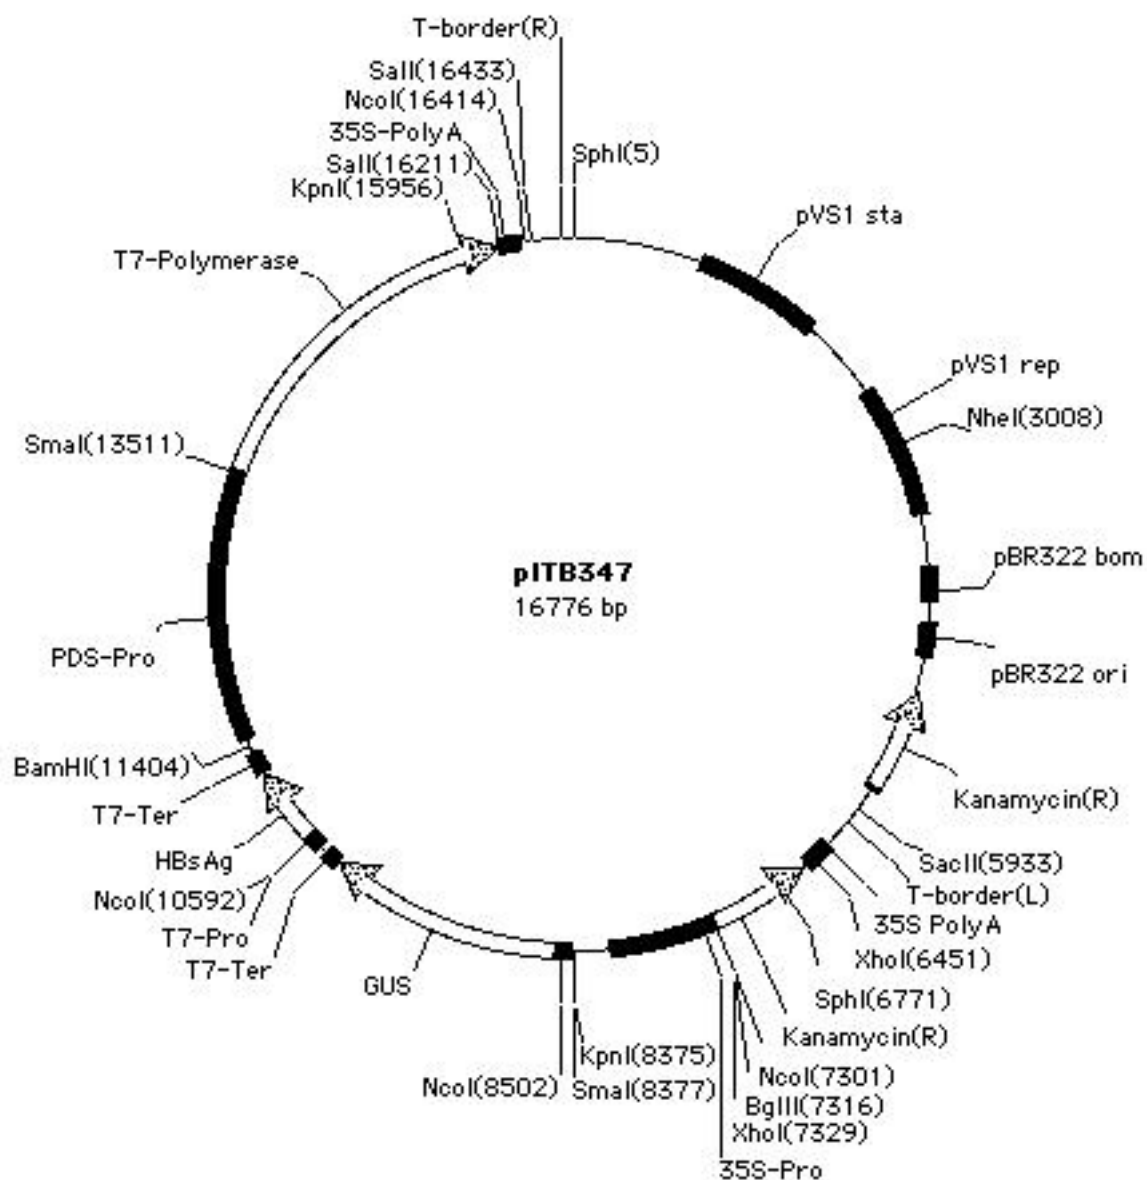 T-border(R)
SalI(16433)
NcoI(16414)
35S-Poly A
SalI(16211)
KpnI(15956)
SphI(5)
pVS1 sta
T7-Polymerase
pVS1 rep
NheI(3008)
SmaI(13511)
pBR322 bom
pITB347
16776 bp
PDS-Pro
pBR322 ori
BamHI(11404)
T7-Ter
Kanamycin(R)
HBsAg
SacII(5933)
NcoI(10592)
T-border(L)
T7-Pro
35S Poly A
T7-Ter
XhoI(6451)
GUS
SphI(6771)
Kanamycin(R)
KpnI(8375)
NcoI(8502)
SmaI(8377)
NcoI(7301)
BglII(7316)
XhoI(7329)
35S-Pro